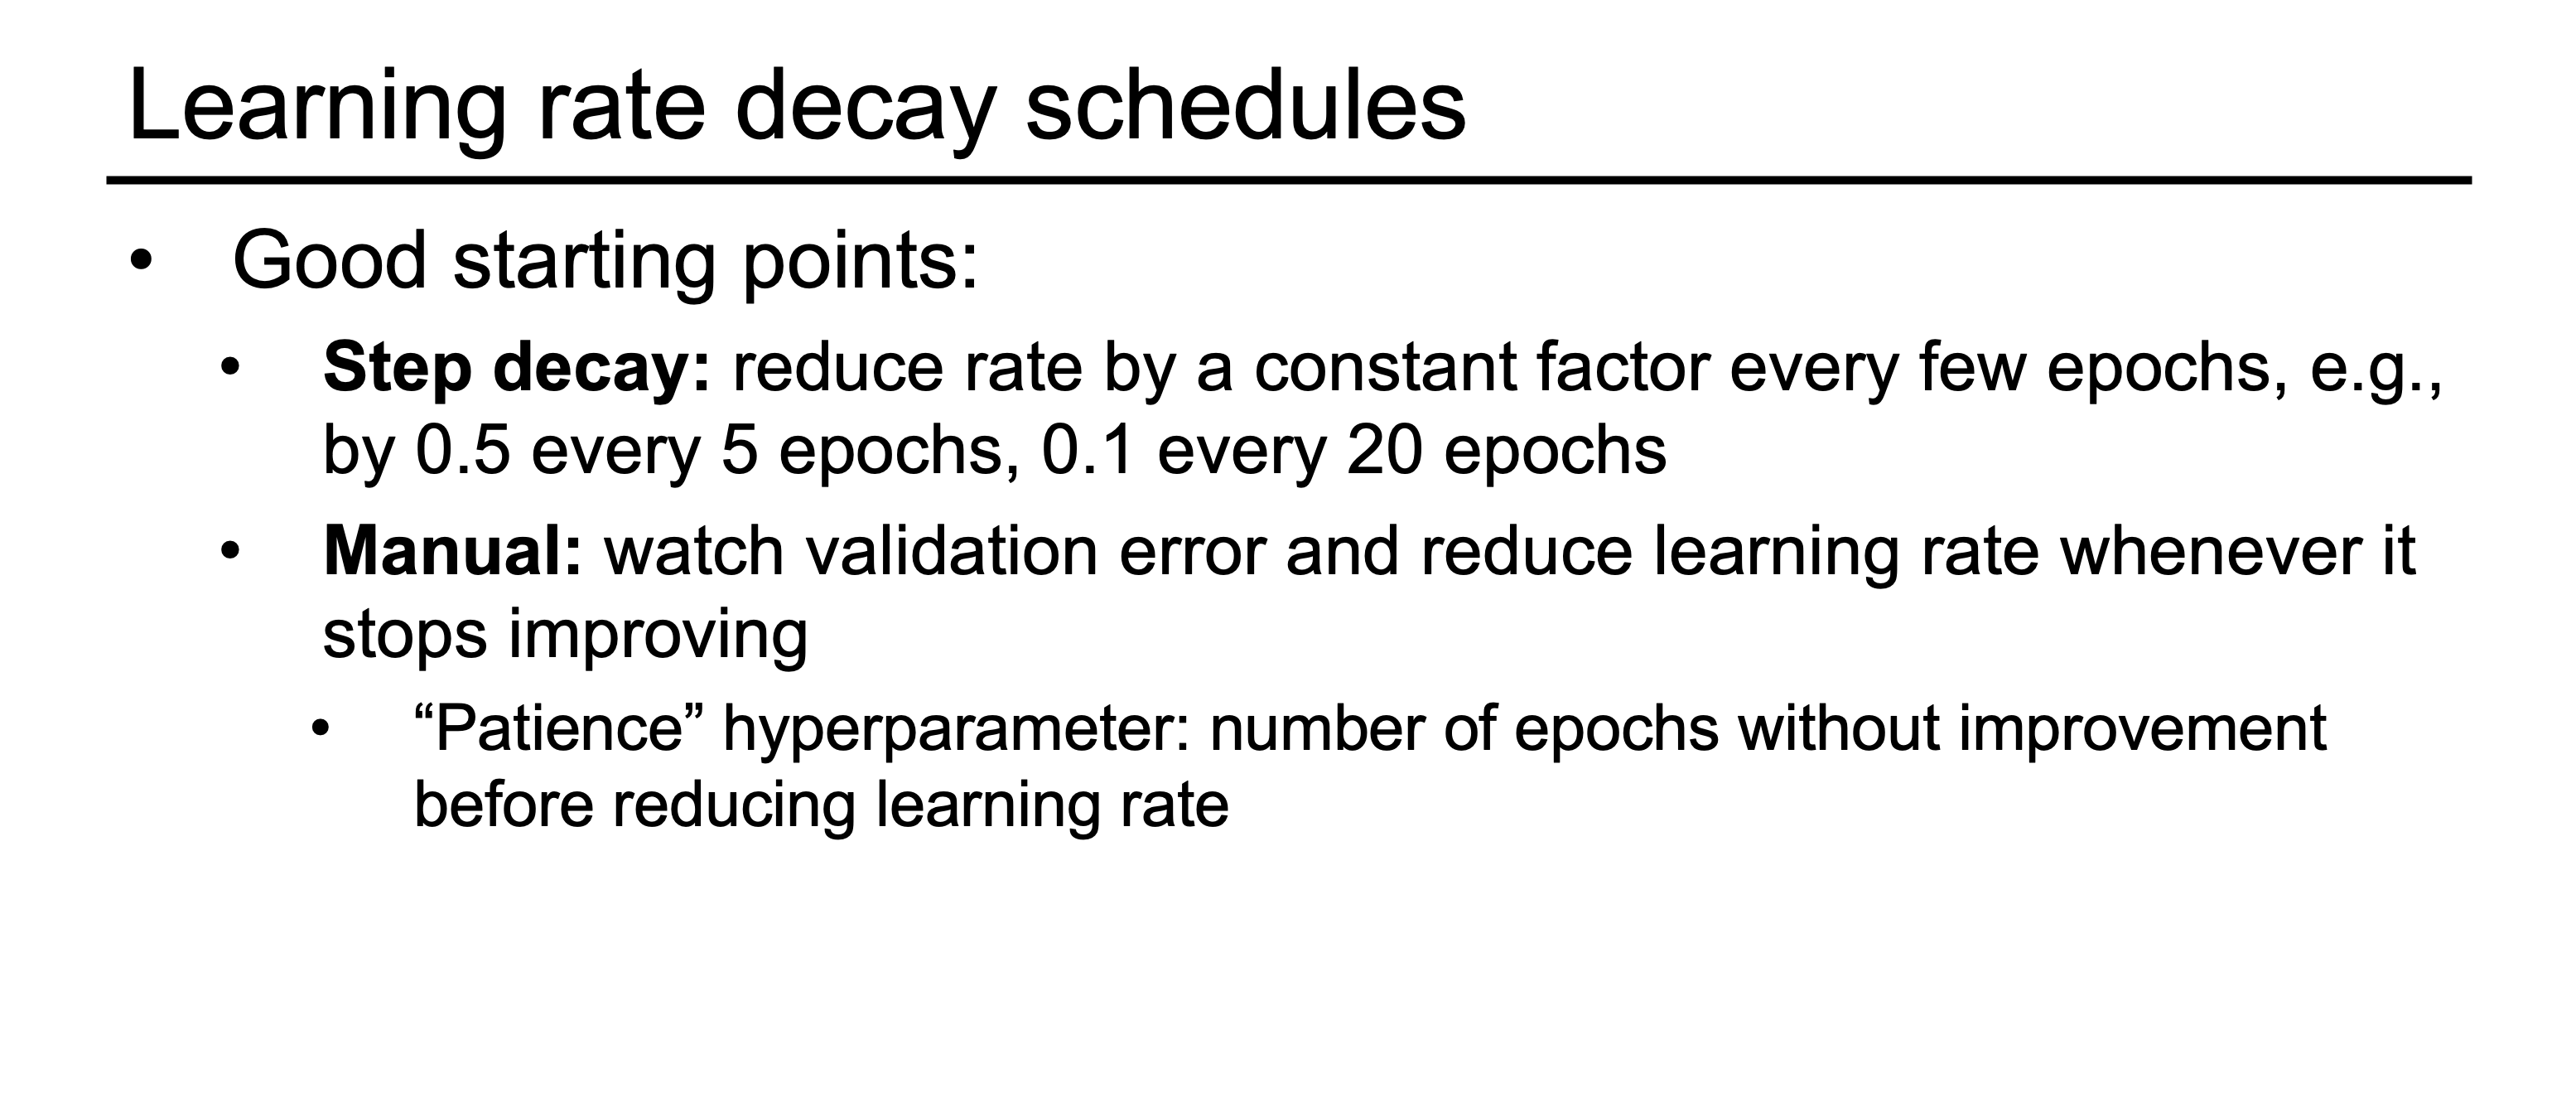 Learning rate decay schedules
• Good starting points:
• Step decay: reduce rate by a constant factor every few epochs, e.g.,
by 0.5 every 5 epochs, 0.1 every 20 epochs
• Manual: watch validation error and reduce learning rate whenever it
stops improving
• “Patience” hyperparameter: number of epochs without improvement
before reducing learning rate